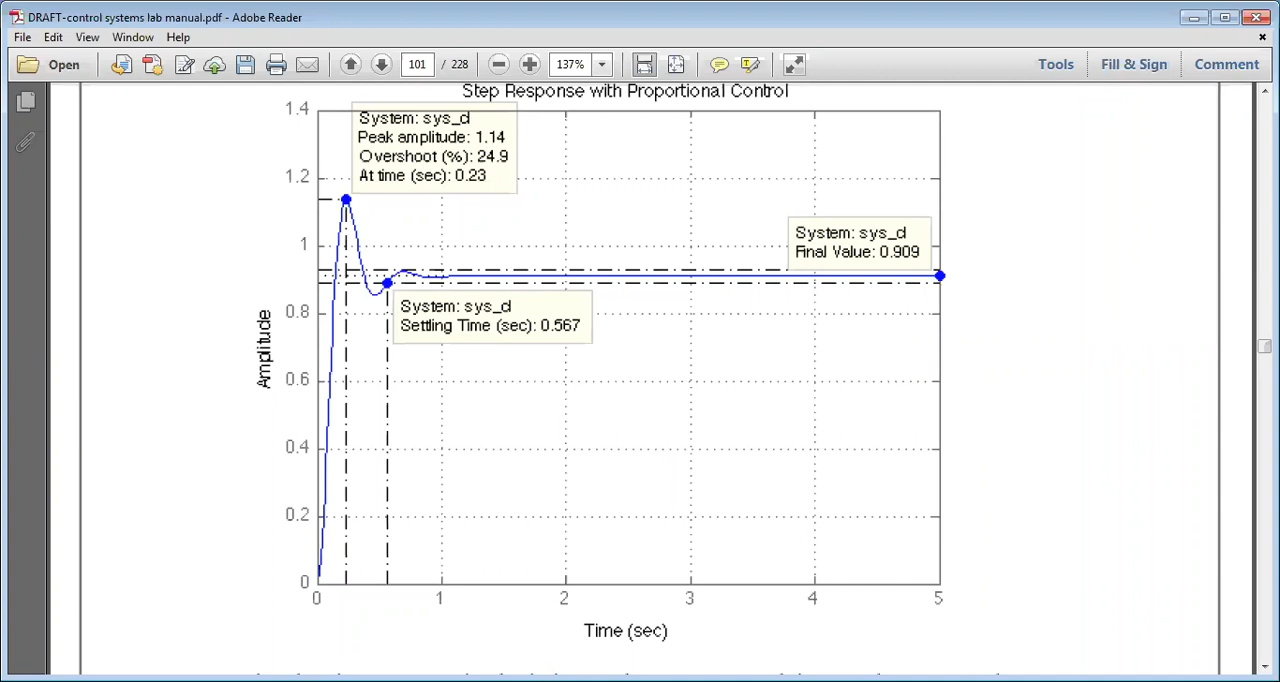 DRAFT-control systems lab manual.pdf - Adobe Reader
File Edit View Window Help
Open 101 / 228 137% Tools Fill & Sign Comment
Step Response with Proportional Control
1.4
System: sys_d
Peak amplitude: 1.14
Overshoot (%): 24.9
At time (sec): 0.23
1.2
System: sys_d
Final Value: 0.909
1
System: sys_d
Settling Time (sec): 0.567
0.8
Amplitude
0.6
0.4
0.2
0
0 1 2 3 4 5
Time (sec)